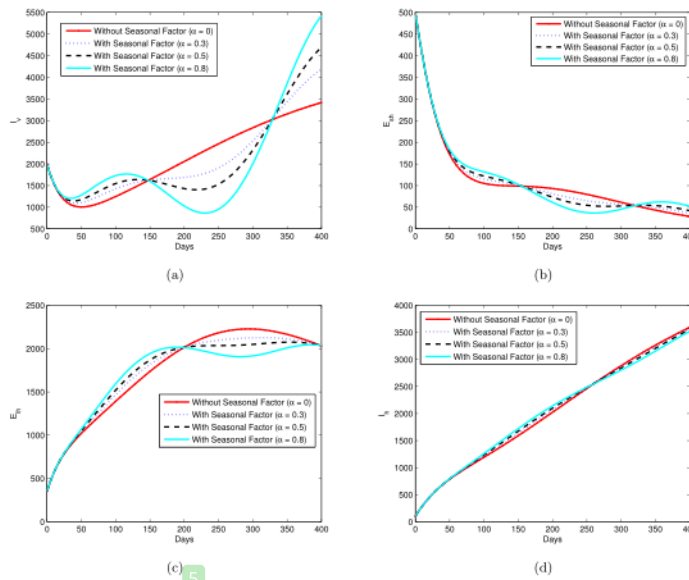 5500
5000
4500
4000
3500
3000
2500
2000
1500
1000
500
I_V
Without Seasonal Factor (α = 0)
With Seasonal Factor (α = 0.3)
With Seasonal Factor (α = 0.5)
With Seasonal Factor (α = 0.8)
0 50 100 150 200 250 300 350 400
Days
(a)
500
450
400
350
300
250
200
150
100
50
0
Without Seasonal Factor (α = 0)
With Seasonal Factor (α = 0.3)
With Seasonal Factor (α = 0.5)
With Seasonal Factor (α = 0.8)
0 50 100 150 200 250 300 350 400
Days
(b)
2500
2000
1500
1000
500
0
Without Seasonal Factor (α = 0)
With Seasonal Factor (α = 0.3)
With Seasonal Factor (α = 0.5)
With Seasonal Factor (α = 0.8)
0 50 100 150 200 250 300 350 400
Days
(c)
5
4000
3500
3000
2500
2000
1500
1000
500
0
Without Seasonal Factor (α = 0)
With Seasonal Factor (α = 0.3)
With Seasonal Factor (α = 0.5)
With Seasonal Factor (α = 0.8)
0 50 100 150 200 250 300 350 400
Days
(d)